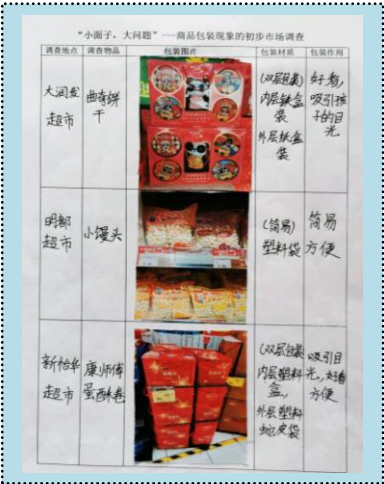 “小面子，大问题”---商品包装现象的初步市场调查
调查地点 调查物品 包装图片 包装材质 包装作用
大润发
超市
曲奇饼
干
(双层包装)
内层铁盒
装
外层铁盒
装
好看，
吸引孩
子的目
光
明都
超市
小馒头
(简易)
塑料袋
简易
方便
新怡华
超市
康师傅
蛋酥卷
(双层包装)
内层塑料
盒，
外层塑料
蛇皮袋
吸引目
光，好看
方便